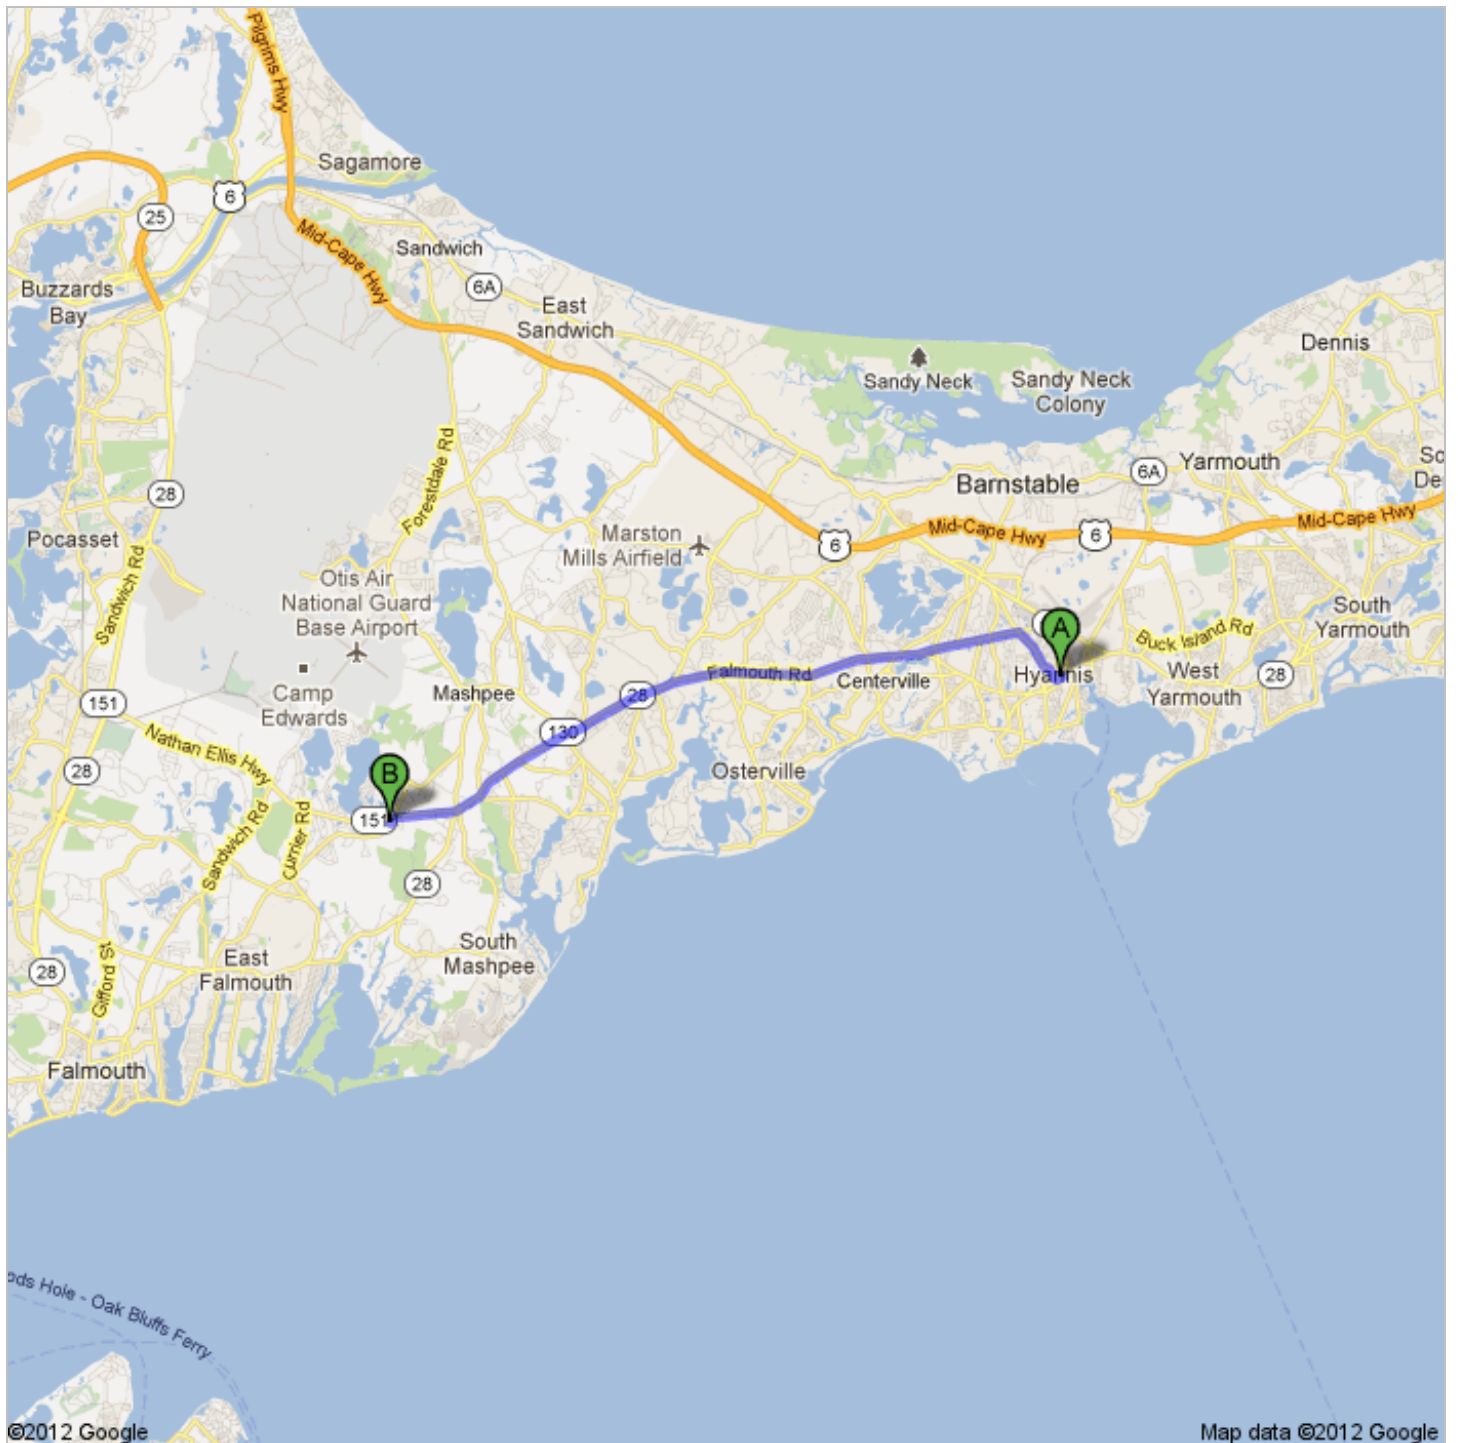 Pilgrims Hwy
Sagamore
6
25
Mid-Cape Hwy
Sandwich
6A
Buzzards
Bay
East
Sandwich
Dennis
Sandy Neck
Sandy Neck
Colony
Forestdale Rd
28
6A
Yarmouth
Barnstable
Pocasset
Marston
Mills Airfield
6
Mid-Cape Hwy
6
Mid-Cape Hwy
Sandwich Rd
Otis Air
National Guard
Base Airport
A
South
Yarmouth
Buck Island Rd
Camp
Edwards
Mashpee
28
Falmouth Rd
Centerville
Hyannis
West
Yarmouth
28
151
130
Nathan Ellis Hwy
28
B
Osterville
151
Sandwich Rd
Currier Rd
28
28
Gifford St
East
Falmouth
South
Mashpee
Falmouth
Hole - Oak Bluffs Ferry
©2012 Google
Map data ©2012 Google